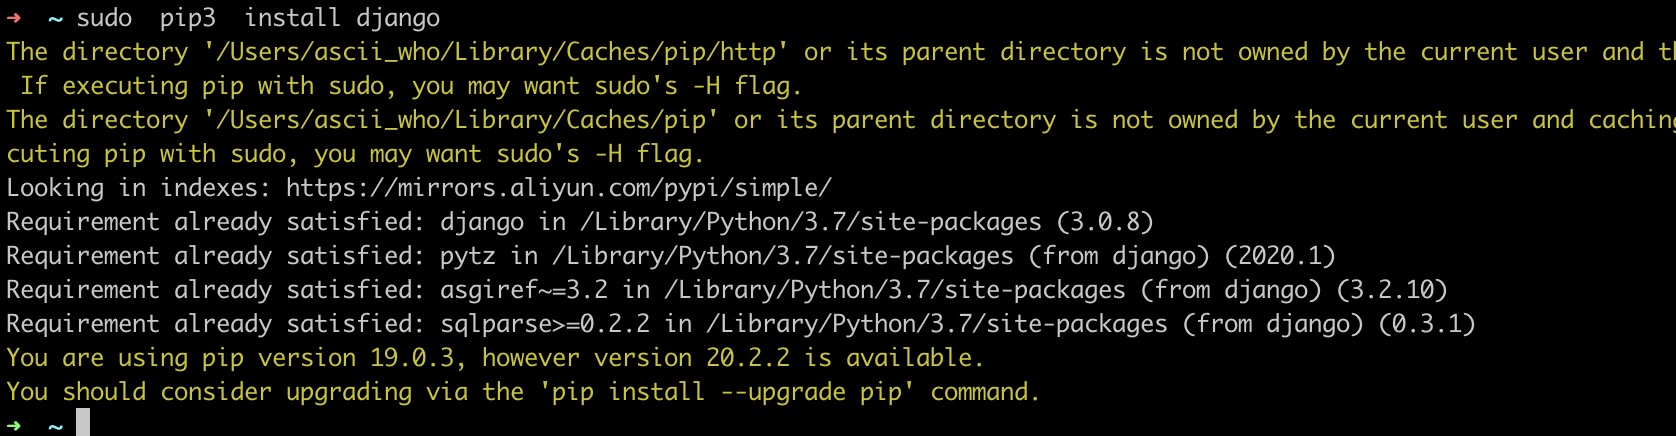 ➜  ~ sudo  pip3  install django
The directory '/Users/ascii_who/Library/Caches/pip/http' or its parent directory is not owned by the current user and
 If executing pip with sudo, you may want sudo's -H flag.
The directory '/Users/ascii_who/Library/Caches/pip' or its parent directory is not owned by the current user and caching
cuting pip with sudo, you may want sudo's -H flag.
Looking in indexes: https://mirrors.aliyun.com/pypi/simple/
Requirement already satisfied: django in /Library/Python/3.7/site-packages (3.0.8)
Requirement already satisfied: pytz in /Library/Python/3.7/site-packages (from django) (2020.1)
Requirement already satisfied: asgiref~=3.2 in /Library/Python/3.7/site-packages (from django) (3.2.10)
Requirement already satisfied: sqlparse>=0.2.2 in /Library/Python/3.7/site-packages (from django) (0.3.1)
You are using pip version 19.0.3, however version 20.2.2 is available.
You should consider upgrading via the 'pip install --upgrade pip' command.
➜  ~